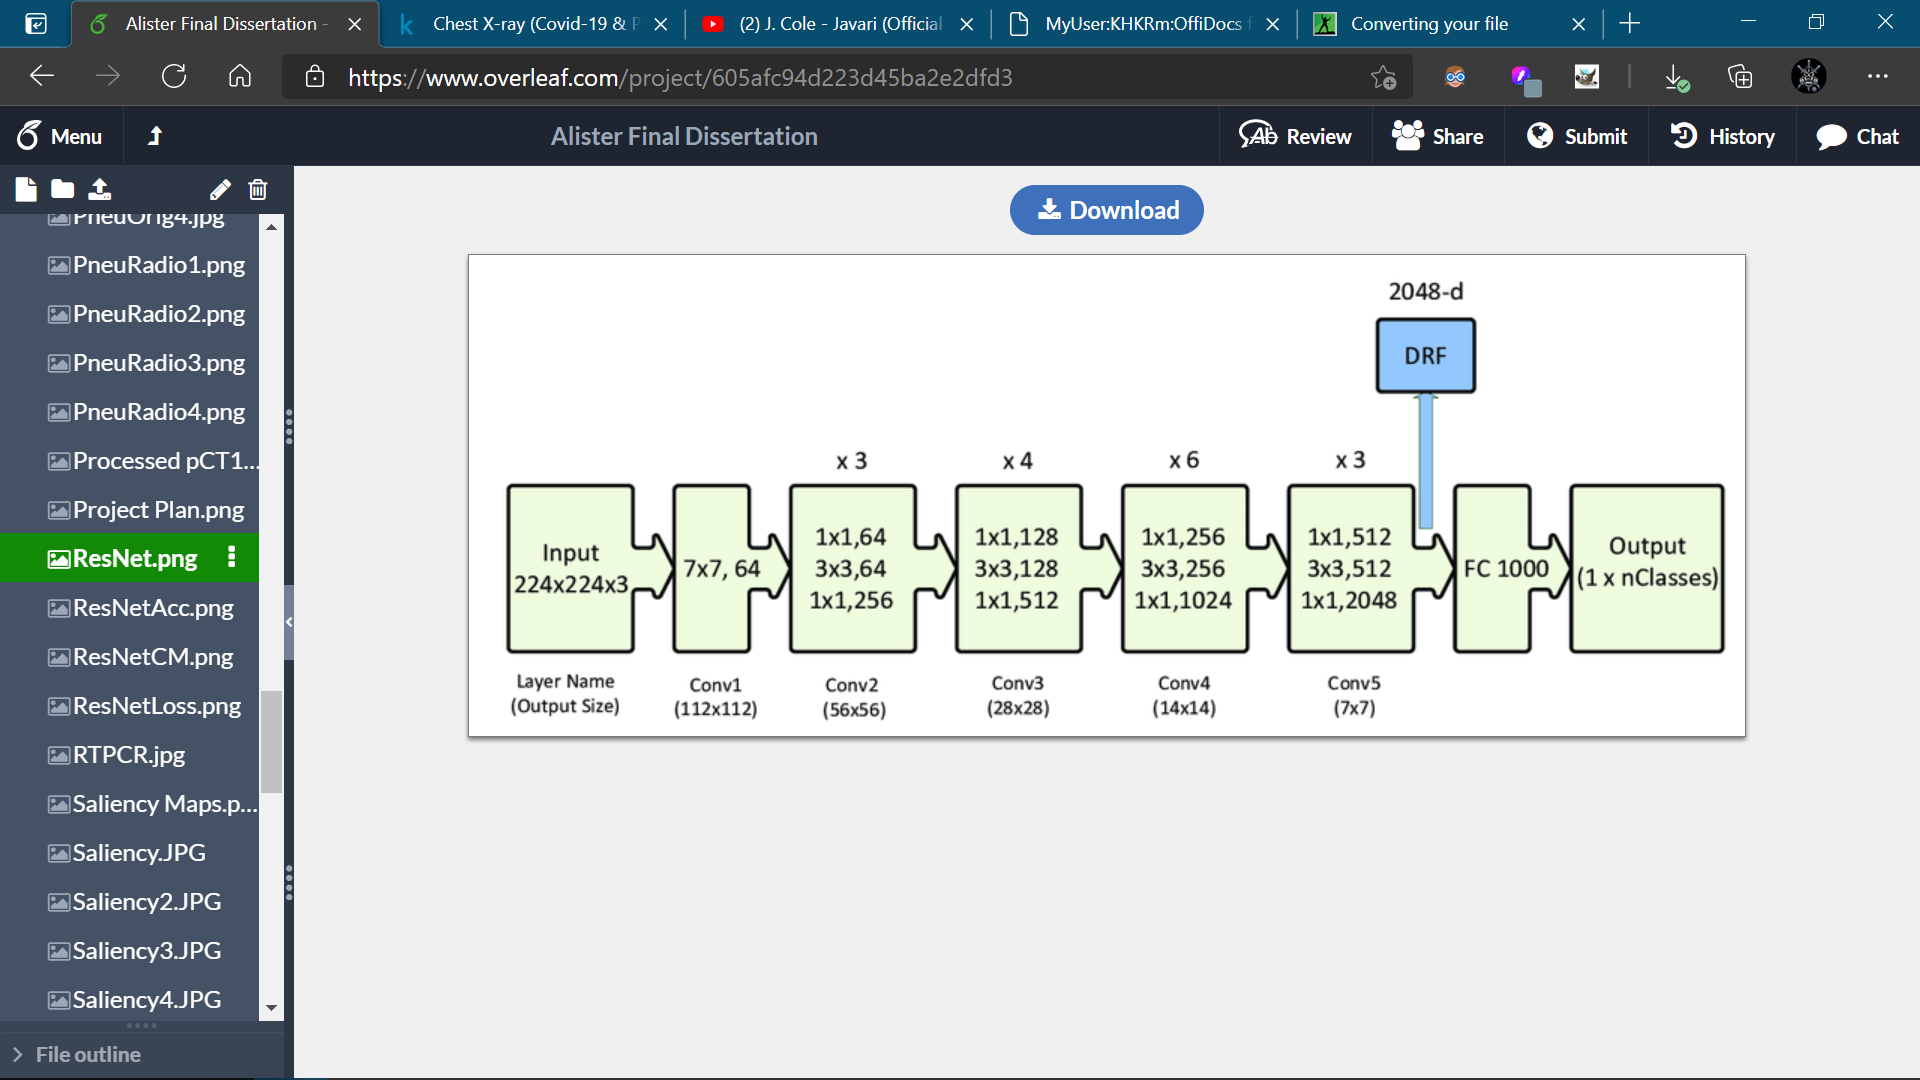 Alister Final Dissertation -
Chest X-ray (Covid-19 & P
(2) J. Cole - Javari (Official
MyUser:KHKRm:OffiDocs f
Converting your file
https://www.overleaf.com/project/605afc94d223d45ba2e2dfd3
Menu
Alister Final Dissertation
Review
Share
Submit
History
Chat
PneuOrig4.jpg
PneuRadio1.png
PneuRadio2.png
PneuRadio3.png
PneuRadio4.png
Processed pCT1...
Project Plan.png
ResNet.png
ResNetAcc.png
ResNetCM.png
ResNetLoss.png
RTPCR.jpg
Saliency Maps.p...
Saliency.JPG
Saliency2.JPG
Saliency3.JPG
Saliency4.JPG
File outline
Download
2048-d
DRF
x 3
x 4
x 6
x 3
Input
224x224x3
7x7, 64
1x1,64
3x3,64
1x1,256
1x1,128
3x3,128
1x1,512
1x1,256
3x3,256
1x1,1024
1x1,512
3x3,512
1x1,2048
FC 1000
Output
(1 x nClasses)
Layer Name
(Output Size)
Conv1
(112x112)
Conv2
(56x56)
Conv3
(28x28)
Conv4
(14x14)
Conv5
(7x7)